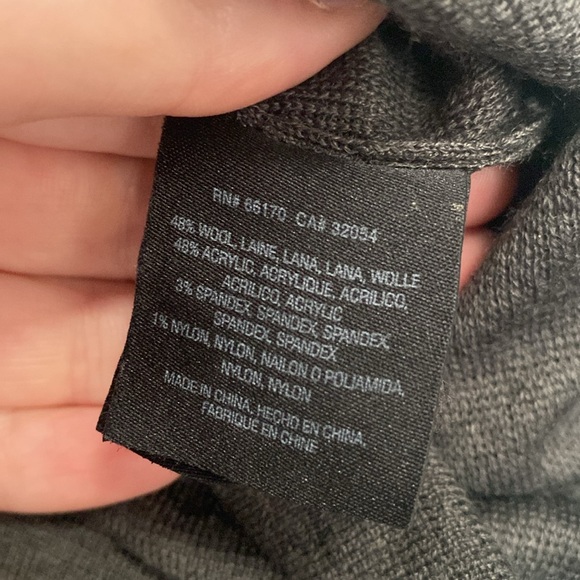 RN# 66170 CA# 32054
48% WOOL, LAINE, LANA, LANA, WOLLE
48% ACRYLIC, ACRYLIQUE, ACRILICO,
ACRILICO, ACRYLIC
3% SPANDEX, SPANDEX, SPANDEX,
SPANDEX, SPANDEX
1% NYLON, NYLON, NAILON O POLIAMIDA,
NYLON, NYLON
MADE IN CHINA, HECHO EN CHINA,
FABRIQUE EN CHINE